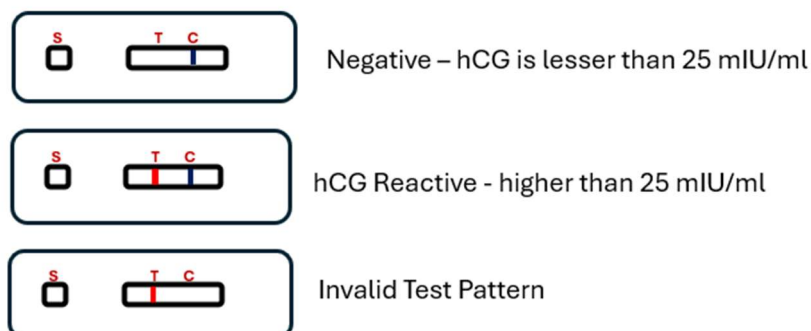 S T C
Negative – hCG is lesser than 25 mIU/ml
S T C
hCG Reactive - higher than 25 mIU/ml
S T C
Invalid Test Pattern